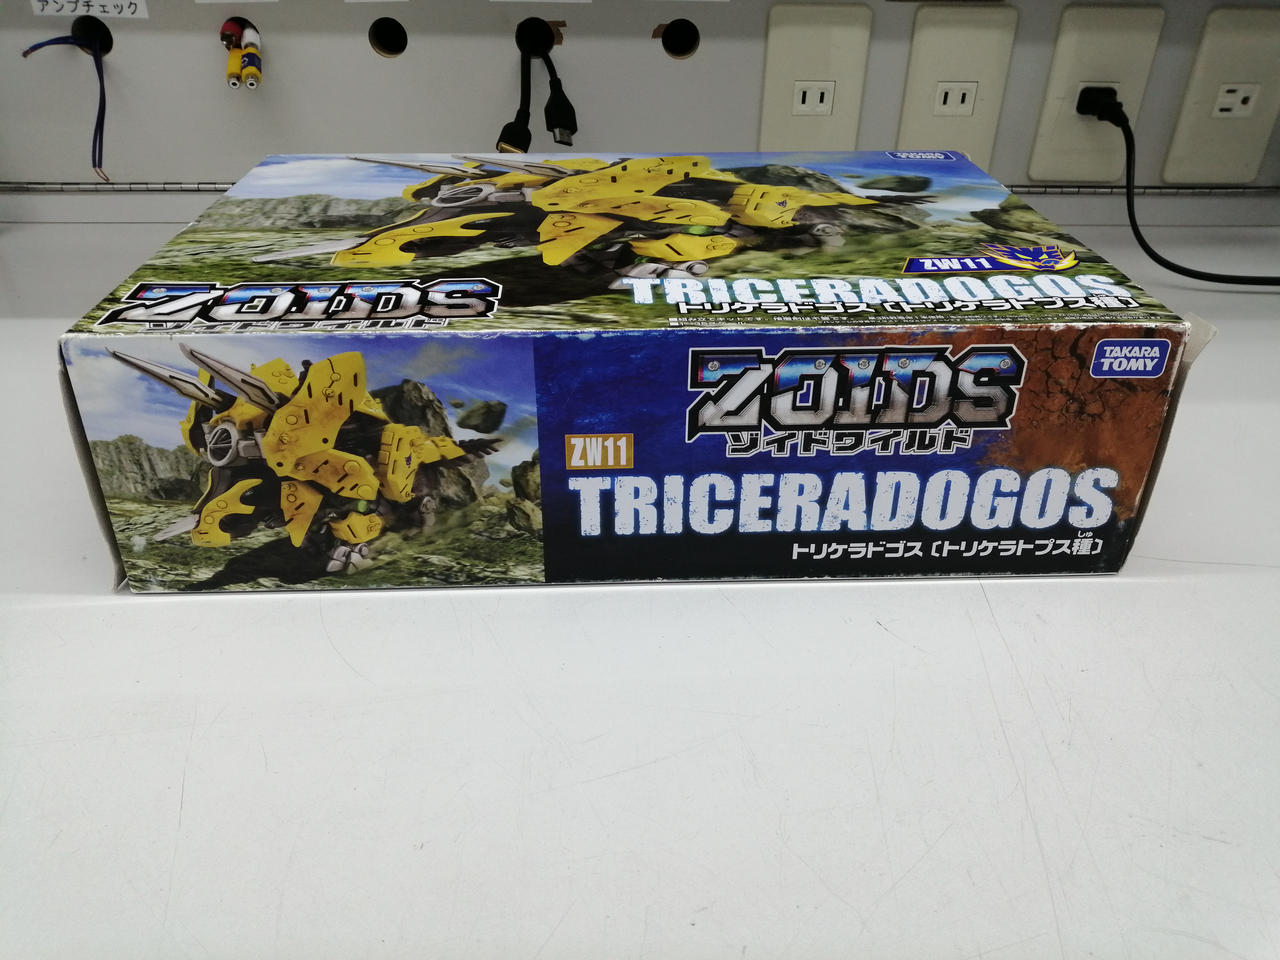 アンプチェック
TAKARA TOMY
ZW11
ZOIDS
ゾイドワイルド
TRICERADOGOS
トリケラドゴス〔トリケラトプス種〕
ZOIDS
ゾイドワイルド
TAKARA
TOMY
ZW11
TRICERADOGOS
しゅ
トリケラドゴス〔トリケラトプス種〕